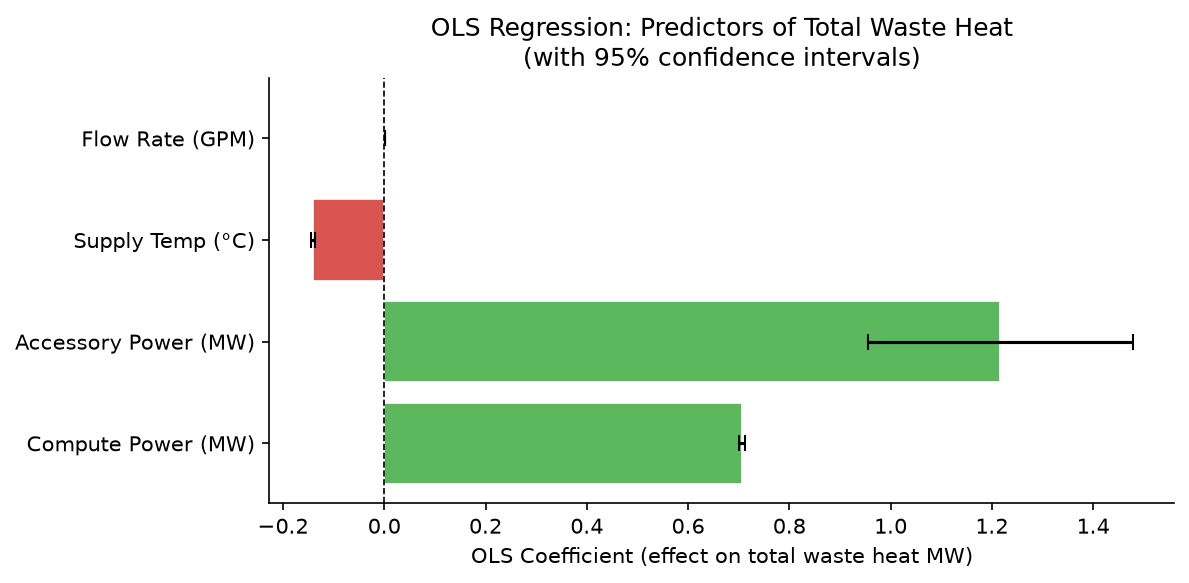 OLS Regression: Predictors of Total Waste Heat
(with 95% confidence intervals)
Flow Rate (GPM)
Supply Temp (°C)
Accessory Power (MW)
Compute Power (MW)
−0.2 0.0 0.2 0.4 0.6 0.8 1.0 1.2 1.4
OLS Coefficient (effect on total waste heat MW)